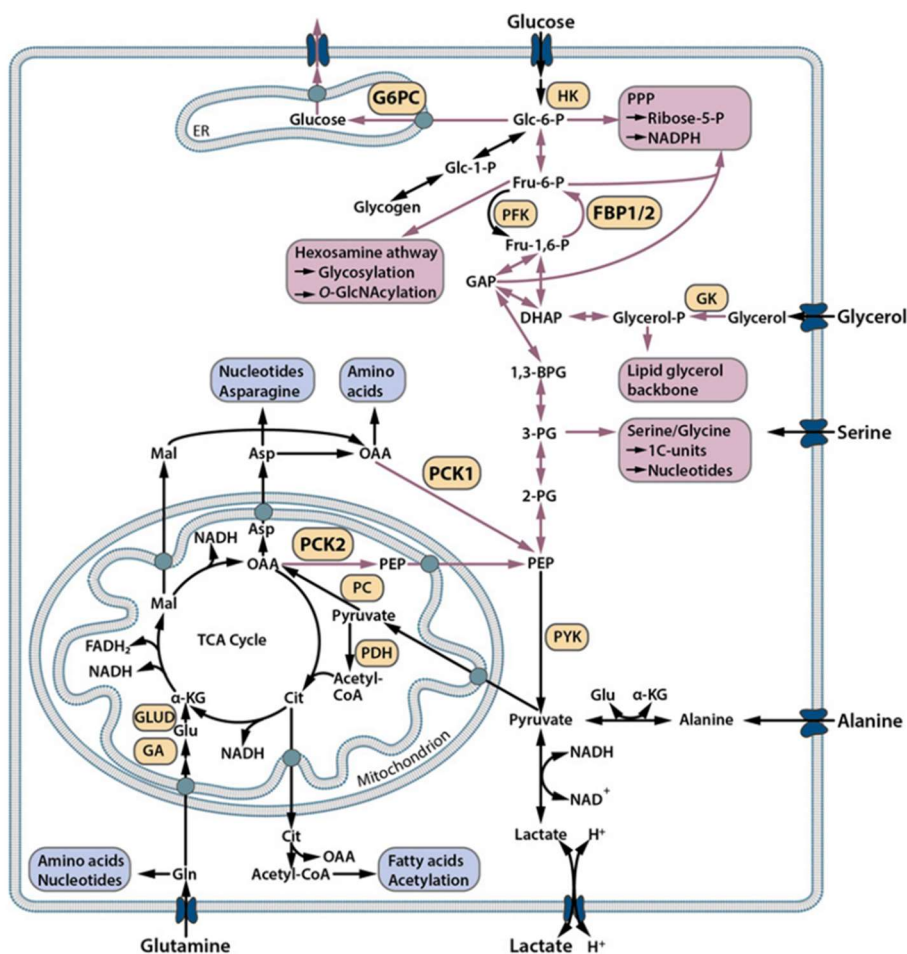 Glucose
G6PC
HK
Glucose
Glc-6-P
ER
PPP
Ribose-5-P
NADPH
Glc-1-P
Glycogen
Fru-6-P
PFK
FBP1/2
Fru-1,6-P
Hexosamine athway
Glycosylation
O-GlcNAcylation
GAP
DHAP
Glycerol-P
GK
Glycerol
Glycerol
Lipid glycerol
backbone
1,3-BPG
Nucleotides
Asparagine
Amino
acids
3-PG
Serine/Glycine
1C-units
Nucleotides
Serine
Mal
Asp
OAA
PCK1
2-PG
Asp
NADH
OAA
PCK2
PEP
PEP
PC
Mal
Pyruvate
TCA Cycle
PDH
PYK
FADH₂
NADH
Acetyl-
CoA
α-KG
Cit
GLUD
Glu
GA
NADH
Mitochondrion
Pyruvate
Glu
α-KG
Alanine
Alanine
NADH
NAD⁺
Cit
OAA
Acetyl-CoA
Fatty acids
Acetylation
Amino acids
Nucleotides
Gln
Lactate
H⁺
Glutamine
Lactate
H⁺